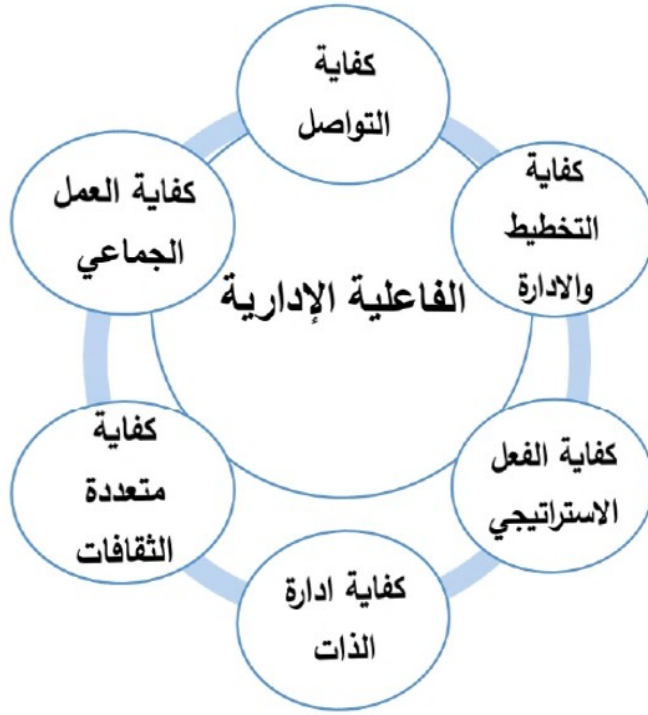 كفاية
التواصل
كفاية
التخطيط
والادارة
كفاية الفعل
الاستراتيجي
كفاية ادارة
الذات
كفاية
متعددة
الثقافات
كفاية العمل
الجماعي
الفاعلية الإدارية